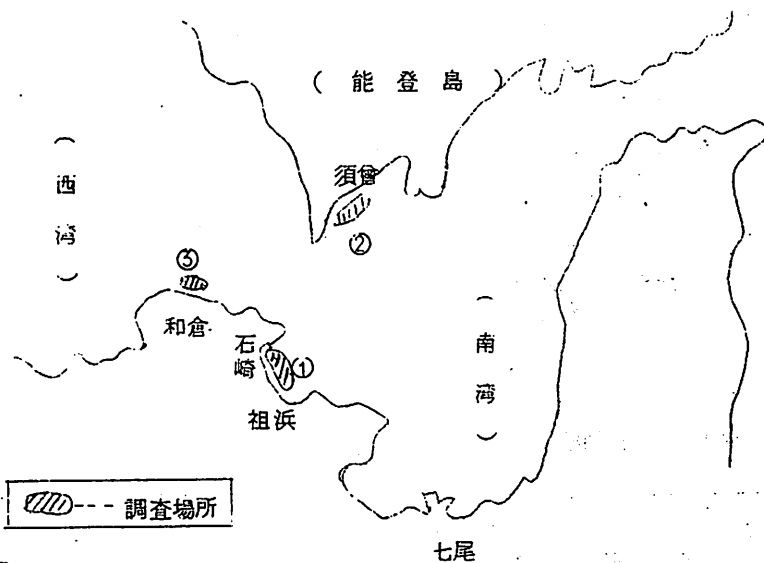 (能登島)
(西湾)
須曾
②
③
和倉
石崎
①
祖浜
(南湾)
--- 調査場所
七尾